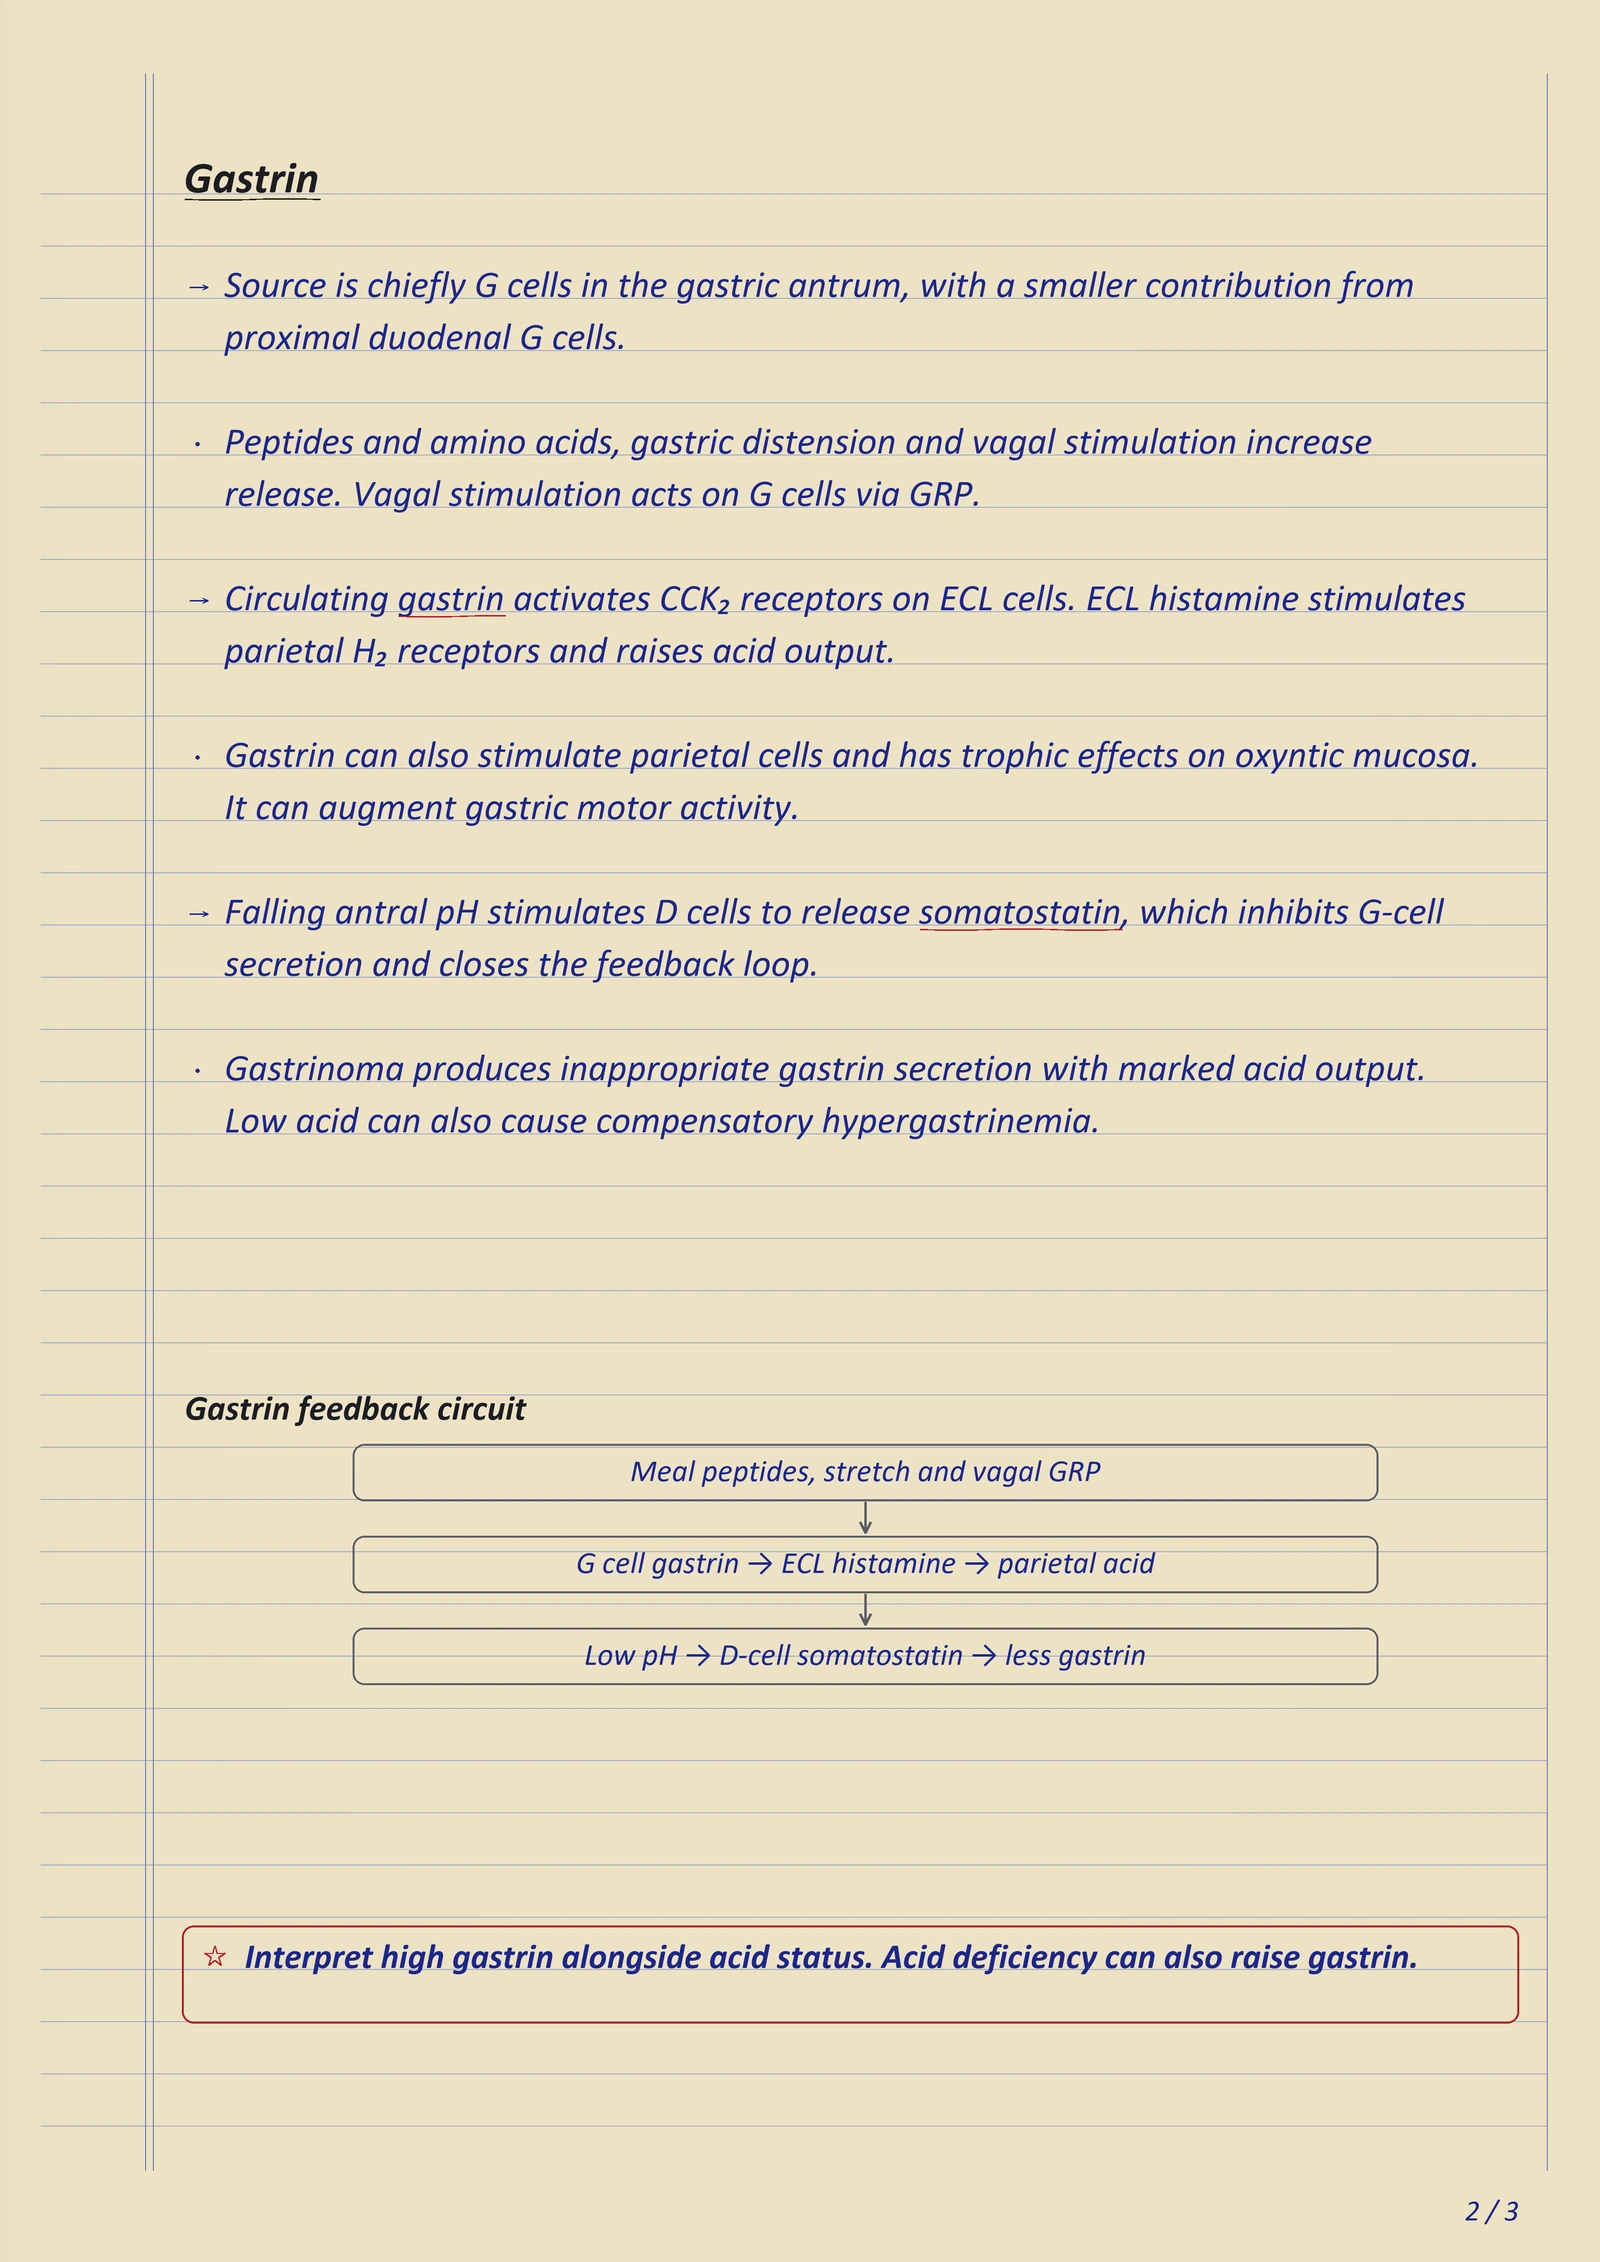 Gastrin
→ Source is chiefly G cells in the gastric antrum, with a smaller contribution from
proximal duodenal G cells.
· Peptides and amino acids, gastric distension and vagal stimulation increase
release. Vagal stimulation acts on G cells via GRP.
→ Circulating gastrin activates CCK₂ receptors on ECL cells. ECL histamine stimulates
parietal H₂ receptors and raises acid output.
· Gastrin can also stimulate parietal cells and has trophic effects on oxyntic mucosa.
It can augment gastric motor activity.
→ Falling antral pH stimulates D cells to release somatostatin, which inhibits G-cell
secretion and closes the feedback loop.
· Gastrinoma produces inappropriate gastrin secretion with marked acid output.
Low acid can also cause compensatory hypergastrinemia.
Gastrin feedback circuit
Meal peptides, stretch and vagal GRP
G cell gastrin → ECL histamine → parietal acid
Low pH → D-cell somatostatin → less gastrin
☆ Interpret high gastrin alongside acid status. Acid deficiency can also raise gastrin.
2 / 3